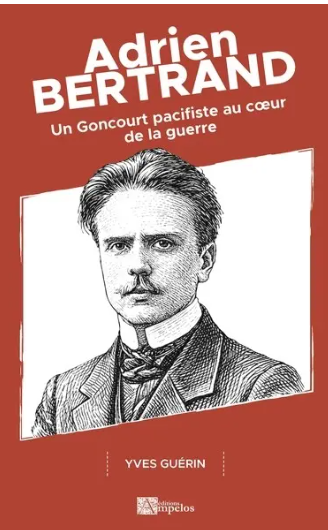 Adrien
BERTRAND
Un Goncourt pacifiste au cœur
de la guerre
YVES GUÉRIN
éditions
Ampelos